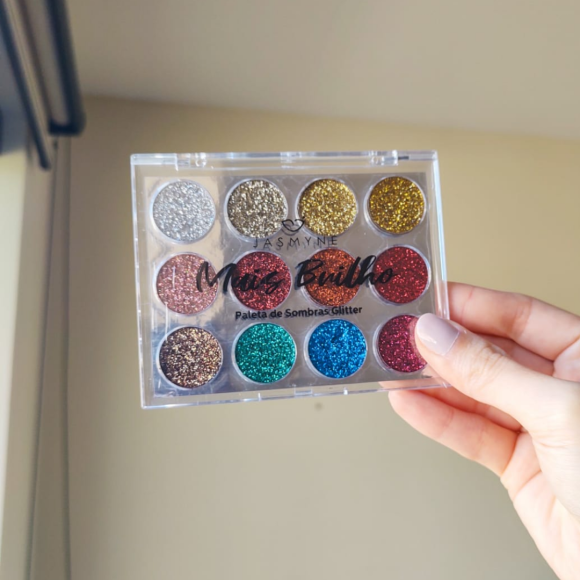 JASMYNE
Mais Brilho
Paleta de Sombras Glitter